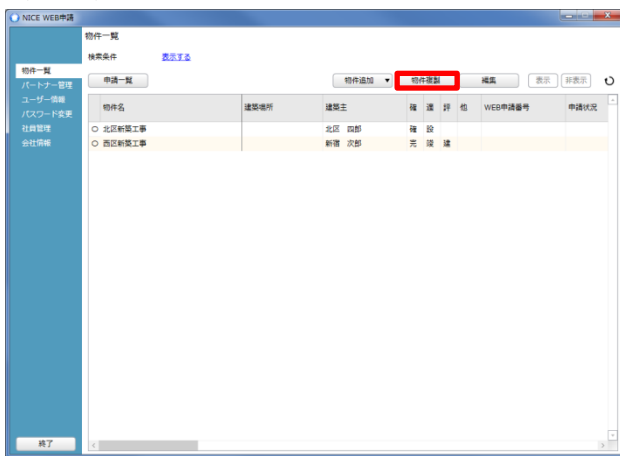 NICE WEB申請
物件一覧
検索条件 表示する
物件一覧
パートナー管理
ユーザー情報
パスワード変更
社員管理
会社情報
申請一覧 物件追加 ▼ 物件複製 編集 表示 非表示
物件名 建築場所 建築主 確 適 評 他 WEB申請番号 申請状況
北区新築工事 北区 四郎 確 設
西区新築工事 新宿 次郎 完 竣 建
終了